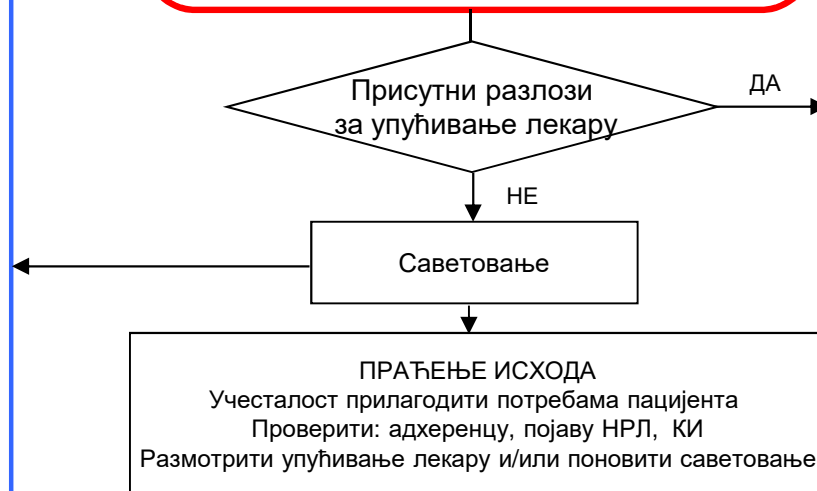 Присутни разлози
за упућивање лекару
ДА
НЕ
Саветовање
ПРАЋЕЊЕ ИСХОДА
Учесталост прилагодити потребама пацијента
Проверити: адхеренцу, појаву НРЛ, КИ
Размотрити упућивање лекару и/или поновити саветовање